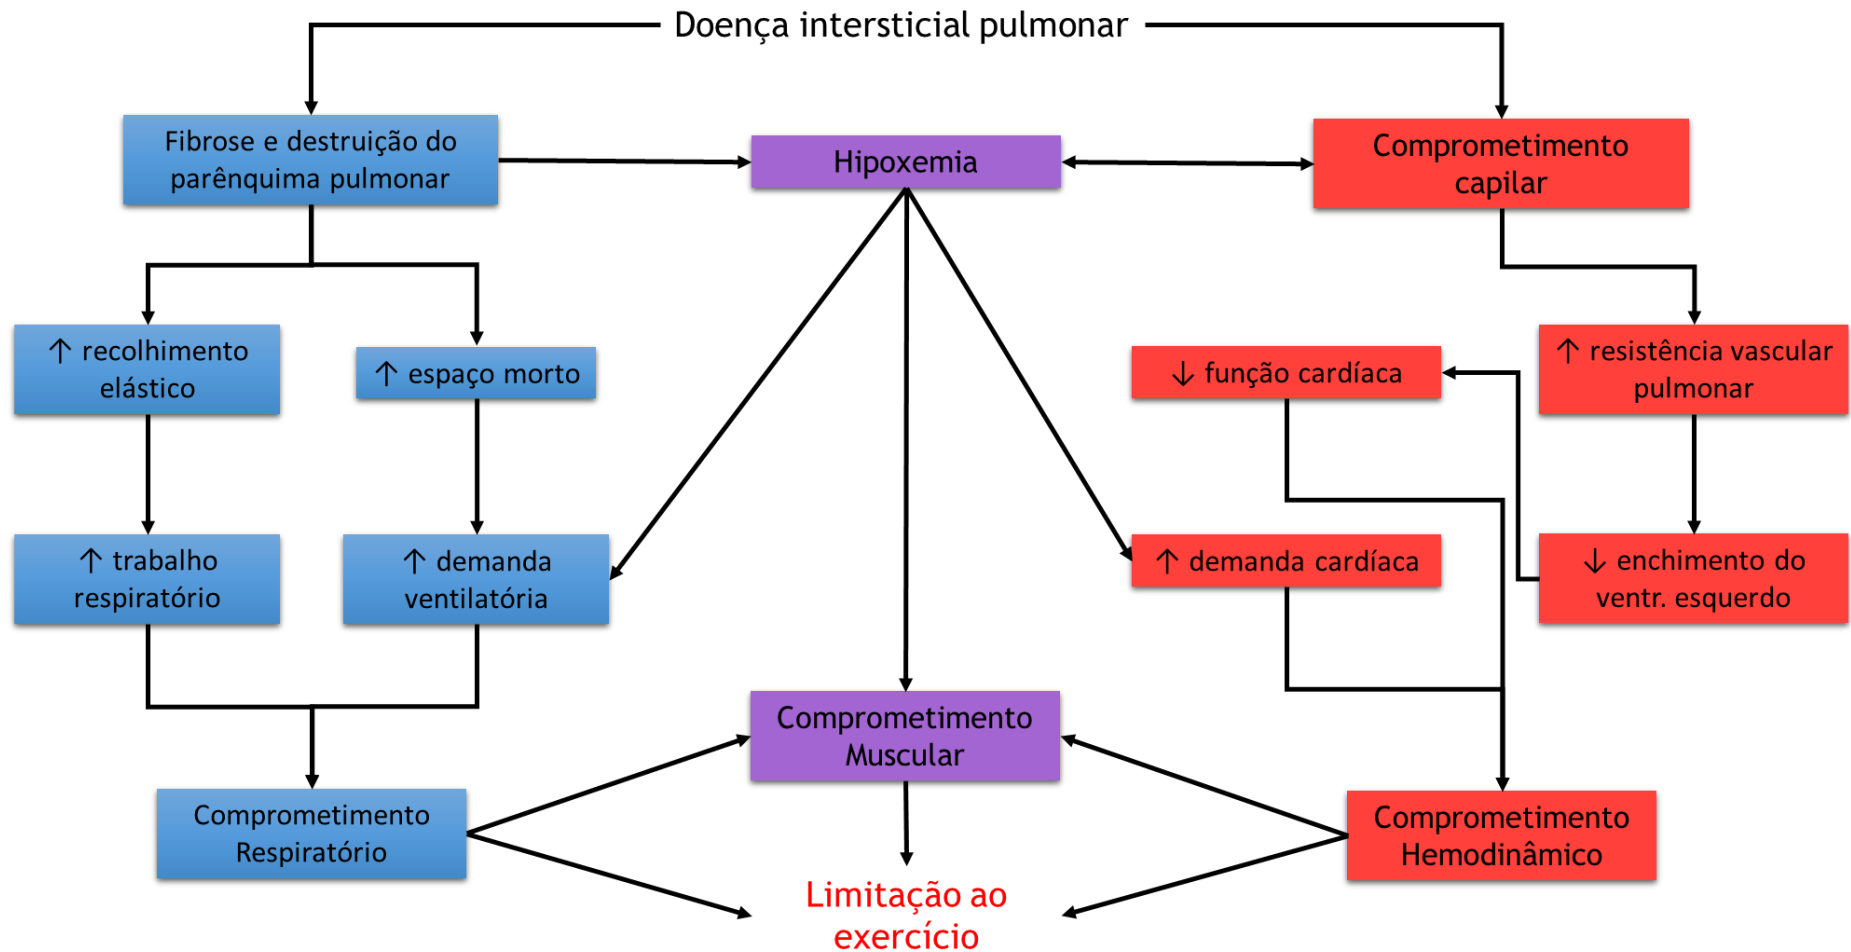 Doença intersticial pulmonar
Fibrose e destruição do
parênquima pulmonar
Hipoxemia
Comprometimento
capilar
↑ recolhimento
elástico
↑ espaço morto
↓ função cardíaca
↑ resistência vascular
pulmonar
↑ trabalho
respiratório
↑ demanda
ventilatória
↑ demanda cardíaca
↓ enchimento do
ventr. esquerdo
Comprometimento
Muscular
Comprometimento
Respiratório
Comprometimento
Hemodinâmico
Limitação ao
exercício